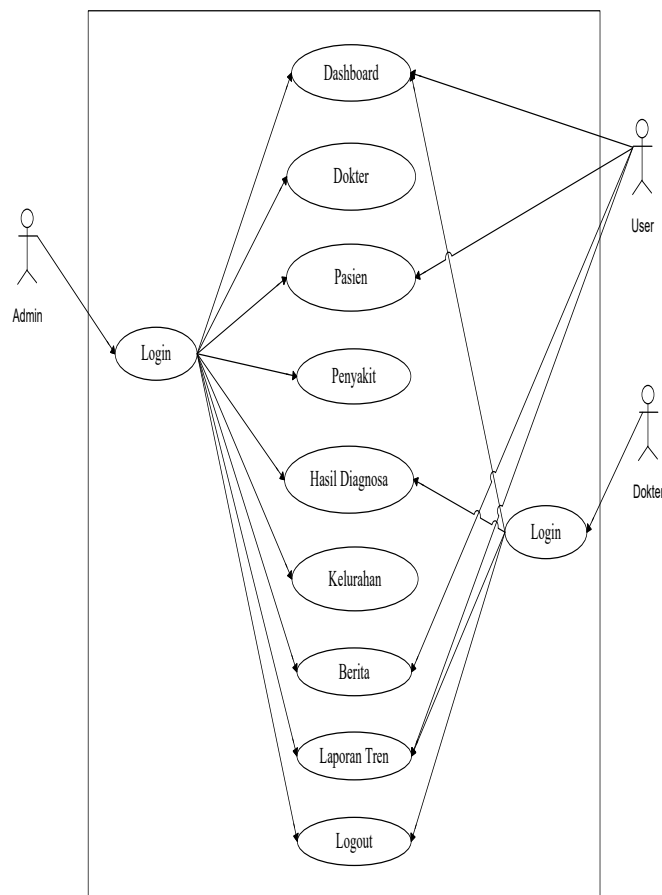 Dashboard
Dokter
User
Admin
Pasien
Login
Penyakit
Hasil Diagnosa
Dokter
Login
Kelurahan
Berita
Laporan Tren
Logout